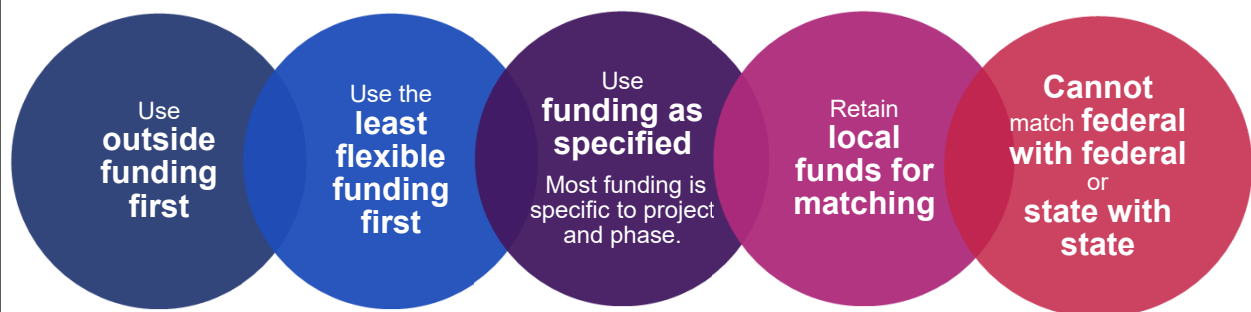 Use
outside
funding
first
Use the
least
flexible
funding
first
Use
funding as
specified
Most funding is
specific to project
and phase.
Retain
local
funds for
matching
Cannot
match federal
with federal
or
state with
state